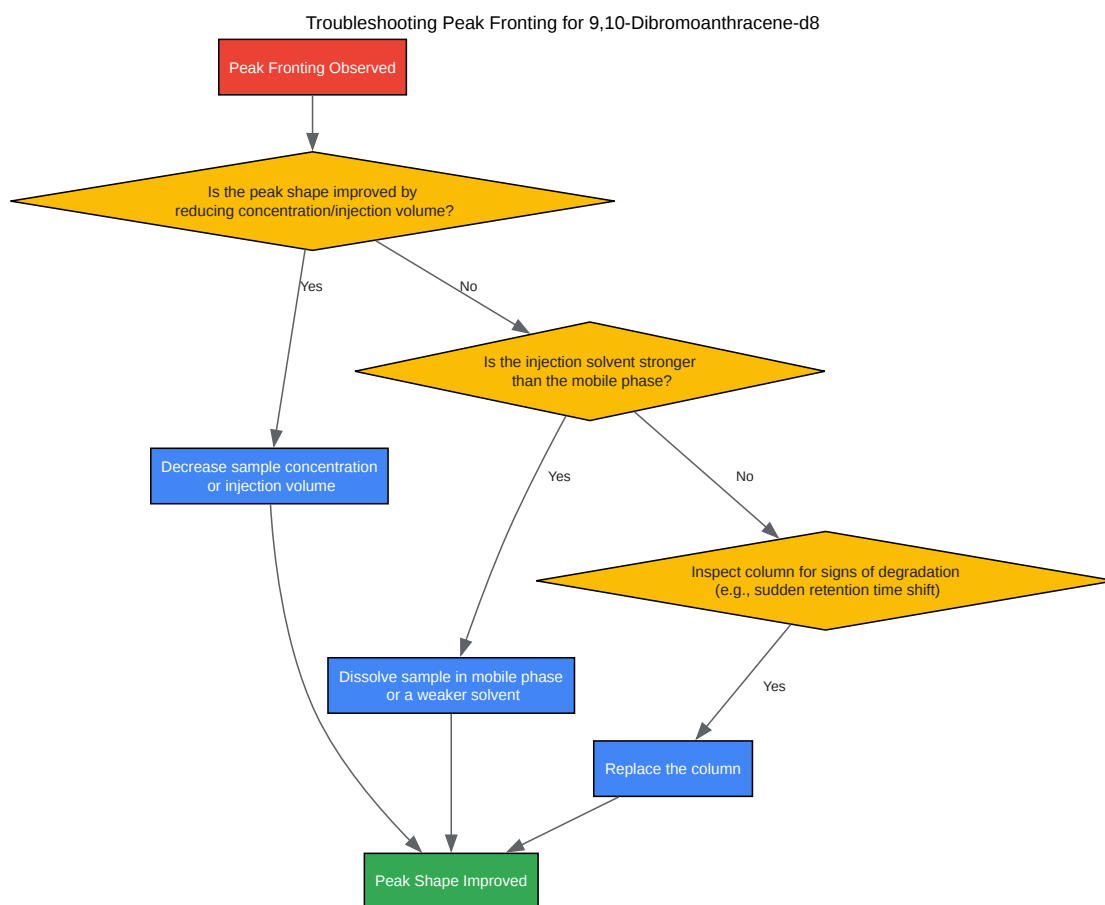 Troubleshooting Peak Fronting for 9,10-Dibromoanthracene-d8
Peak Fronting Observed
Is the peak shape improved by
reducing concentration/injection volume?
Yes
No
Is the injection solvent stronger
than the mobile phase?
Decrease sample concentration
or injection volume
Yes
No
Inspect column for signs of degradation
(e.g., sudden retention time shift)
Dissolve sample in mobile phase
or a weaker solvent
Yes
Replace the column
Peak Shape Improved